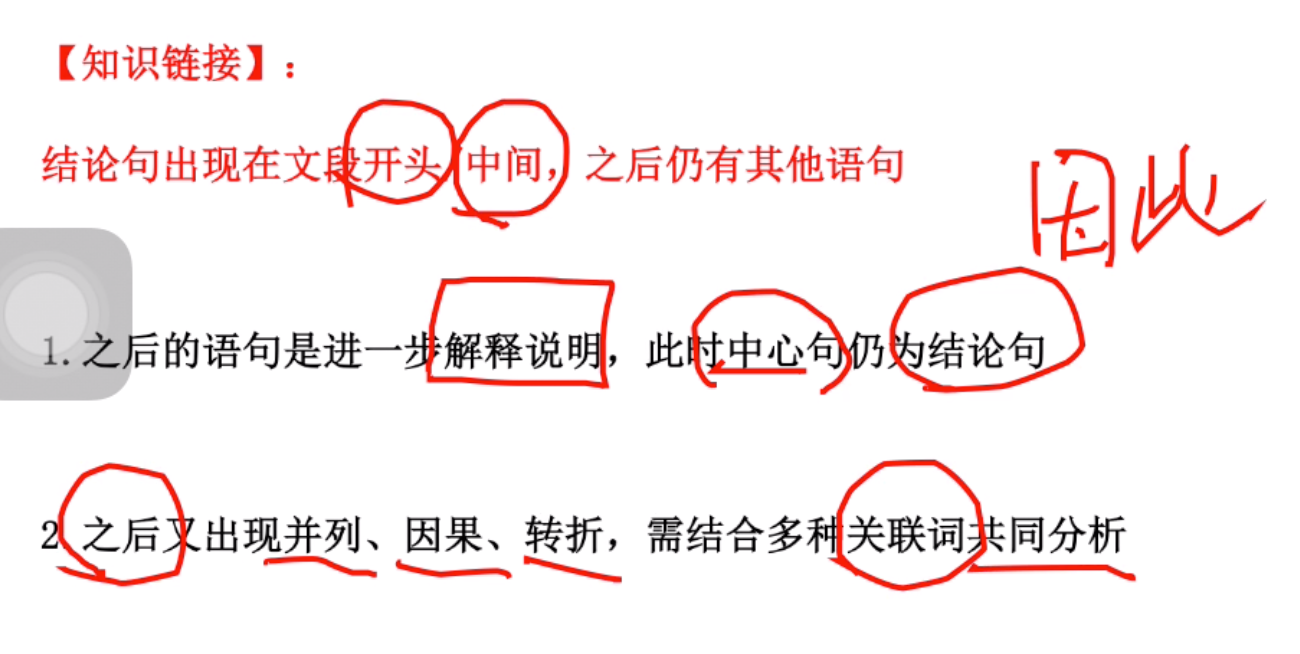 【知识链接】:
结论句出现在文段开头/中间，之后仍有其他语句
因此
1.之后的语句是进一步解释说明，此时中心句仍为结论句
2.之后又出现并列、因果、转折，需结合多种关联词共同分析